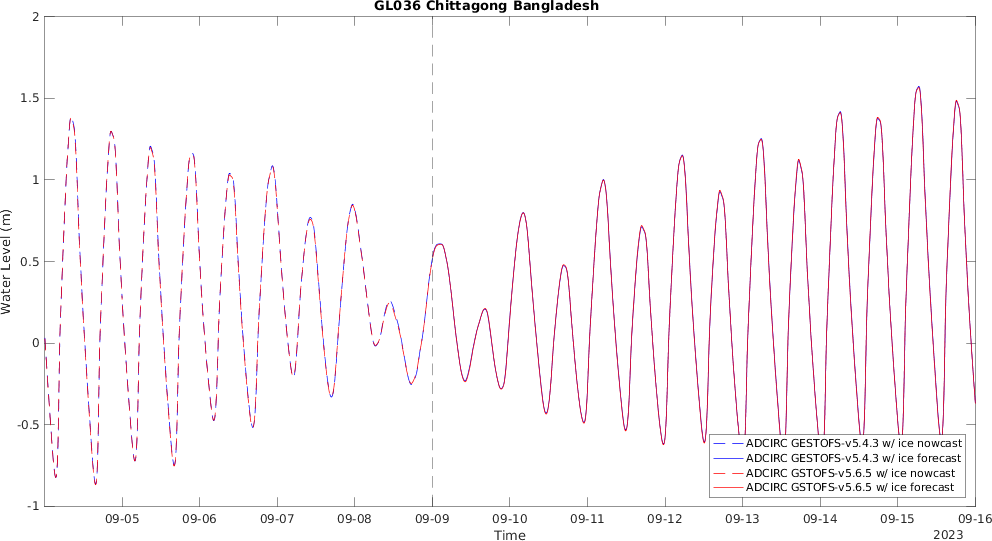 GL036 Chittagong Bangladesh
Water Level (m)
2
1.5
1
0.5
0
-0.5
-1
ADCIRC GESTOFS-v5.4.3 w/ ice nowcast
ADCIRC GESTOFS-v5.4.3 w/ ice forecast
ADCIRC GSTOFS-v5.6.5 w/ ice nowcast
ADCIRC GSTOFS-v5.6.5 w/ ice forecast
09-05 09-06 09-07 09-08 09-09 09-10 09-11 09-12 09-13 09-14 09-15 09-16
Time
2023